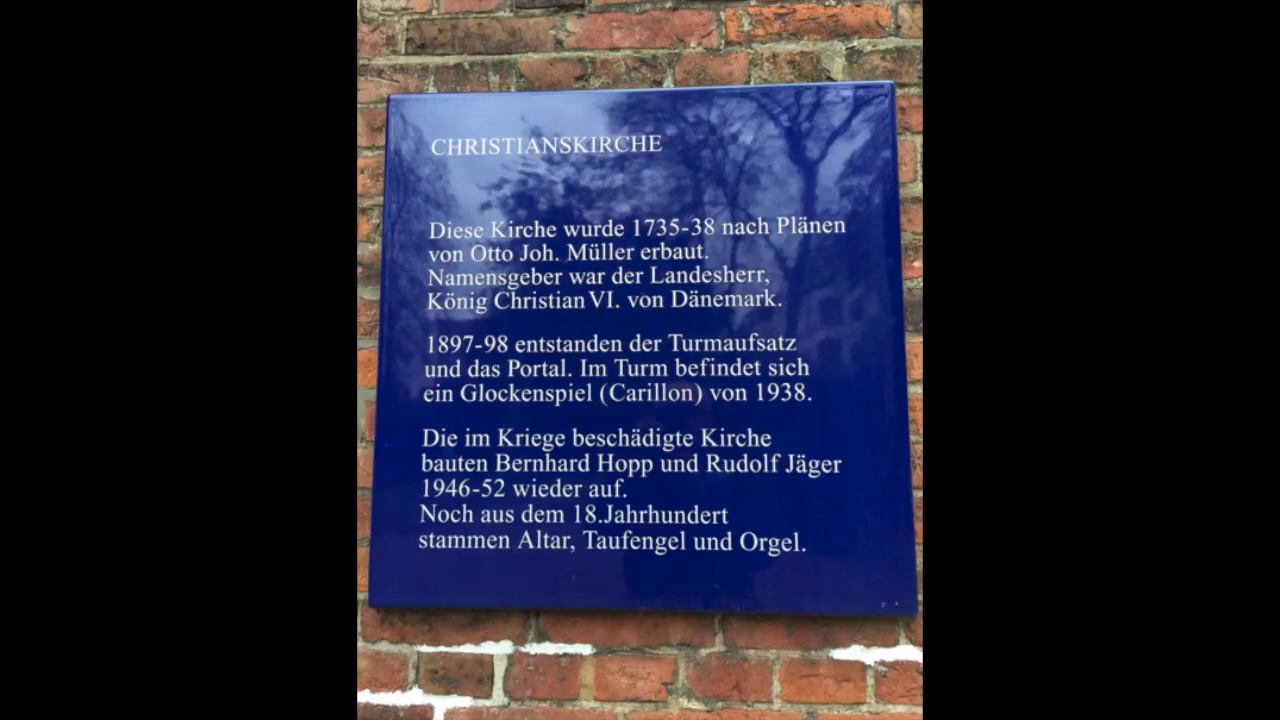 CHRISTIANSKIRCHE
Diese Kirche wurde 1735-38 nach Plänen
von Otto Joh. Müller erbaut.
Namensgeber war der Landesherr,
König Christian VI. von Dänemark.
1897-98 entstanden der Turmaufsatz
und das Portal. Im Turm befindet sich
ein Glockenspiel (Carillon) von 1938.
Die im Kriege beschädigte Kirche
bauten Bernhard Hopp und Rudolf Jäger
1946-52 wieder auf.
Noch aus dem 18.Jahrhundert
stammen Altar, Taufengel und Orgel.